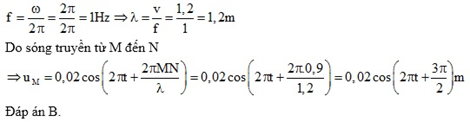 f = ω/2π = 2π/2π = 1Hz ⇒ λ = v/f = 1,2/1 = 1,2m
Do sóng truyền từ M đến N
⇒ u_M = 0,02cos(2πt + 2πMN/λ) = 0,02cos(2πt + 2π0,9/1,2) = 0,02cos(2πt + 3π/2)m
Đáp án B.